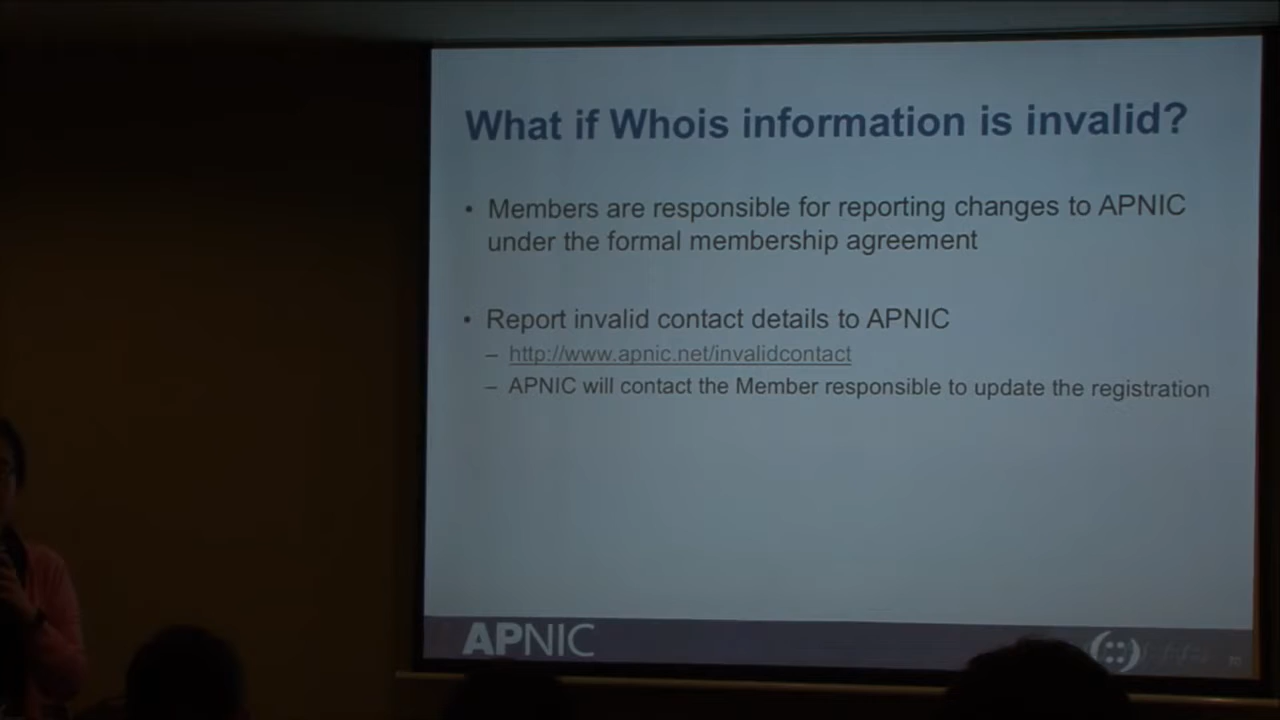 What if Whois information is invalid?
• Members are responsible for reporting changes to APNIC
under the formal membership agreement
• Report invalid contact details to APNIC
– http://www.apnic.net/invalidcontact
– APNIC will contact the Member responsible to update the registration
APNIC
(::)